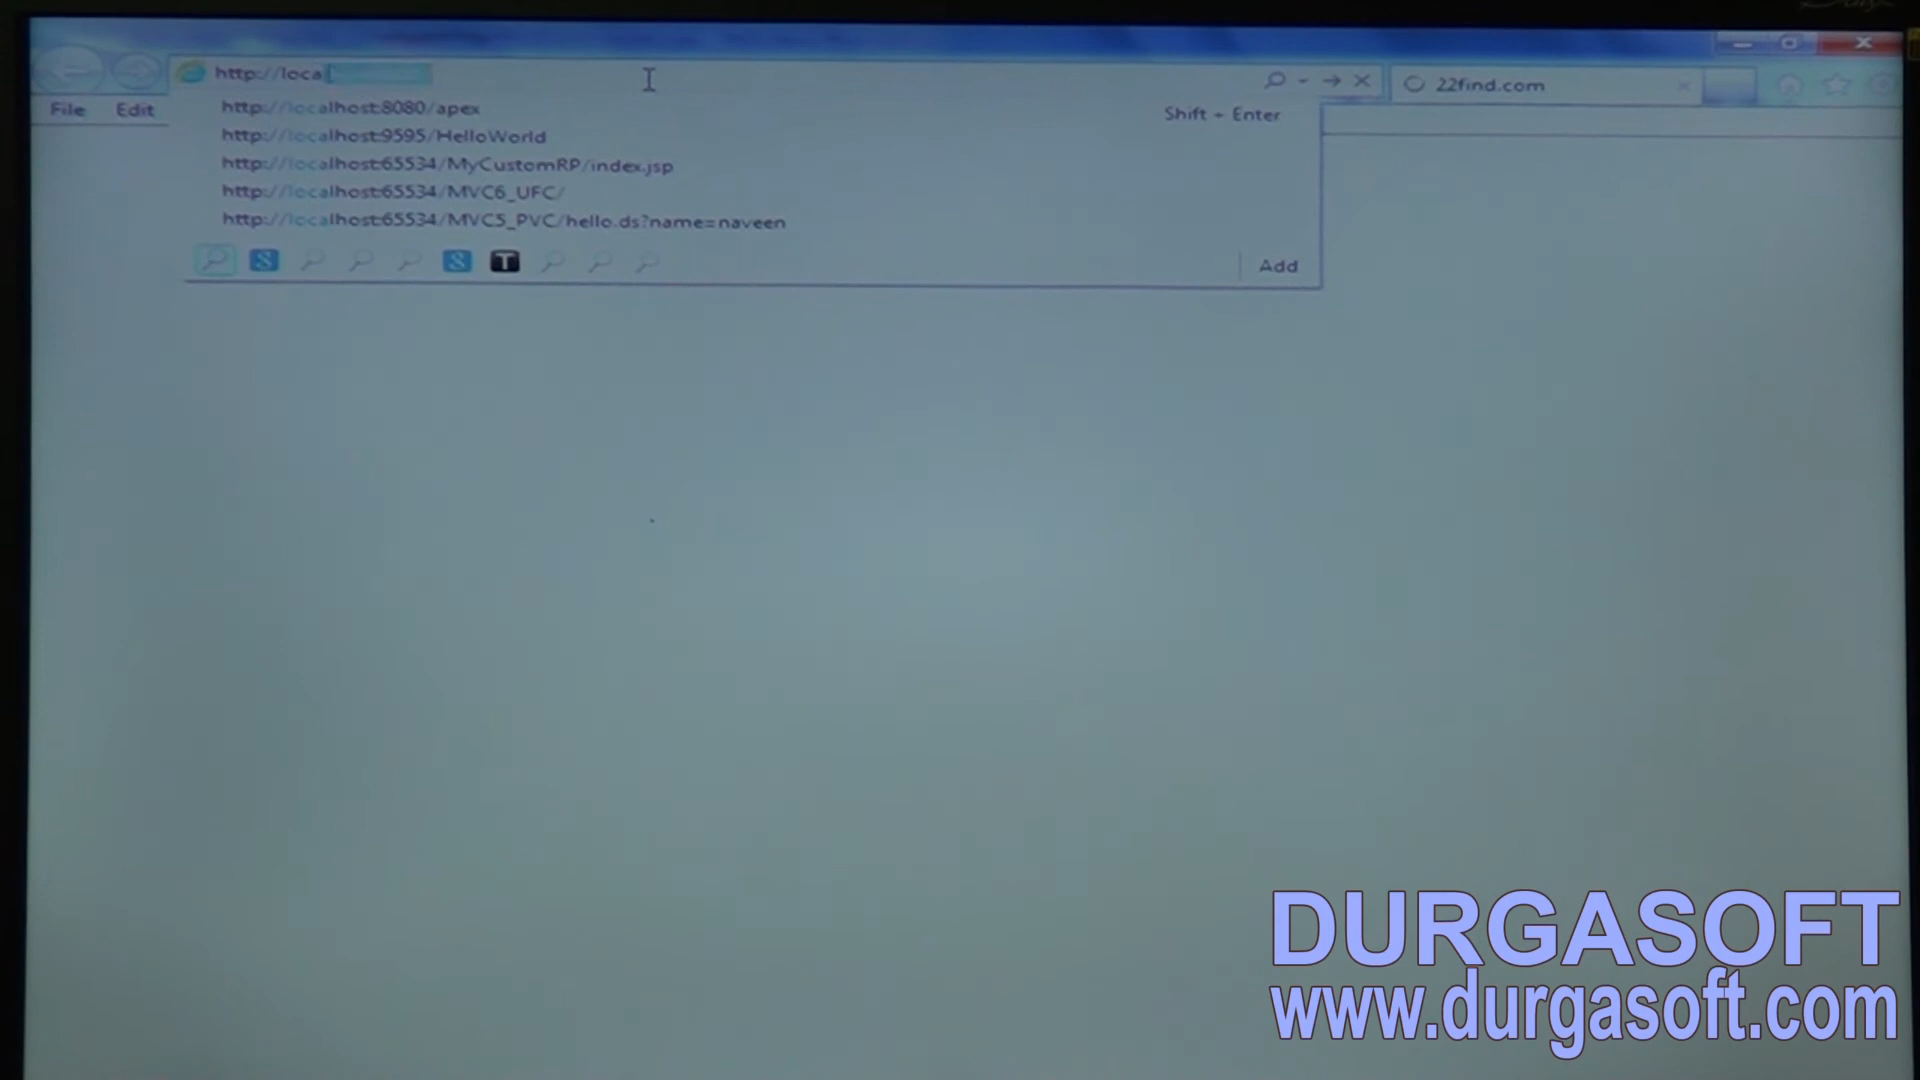 http://loca
22find.com
File Edit
http://localhost:8080/apex
Shift + Enter
http://localhost:9595/HelloWorld
http://localhost:65534/MyCustomRP/index.jsp
http://localhost:65534/MVC6_UFC/
http://localhost:65534/MVC5_PVC/hello.ds?name=naveen
T
Add
DURGASOFT
www.durgasoft.com